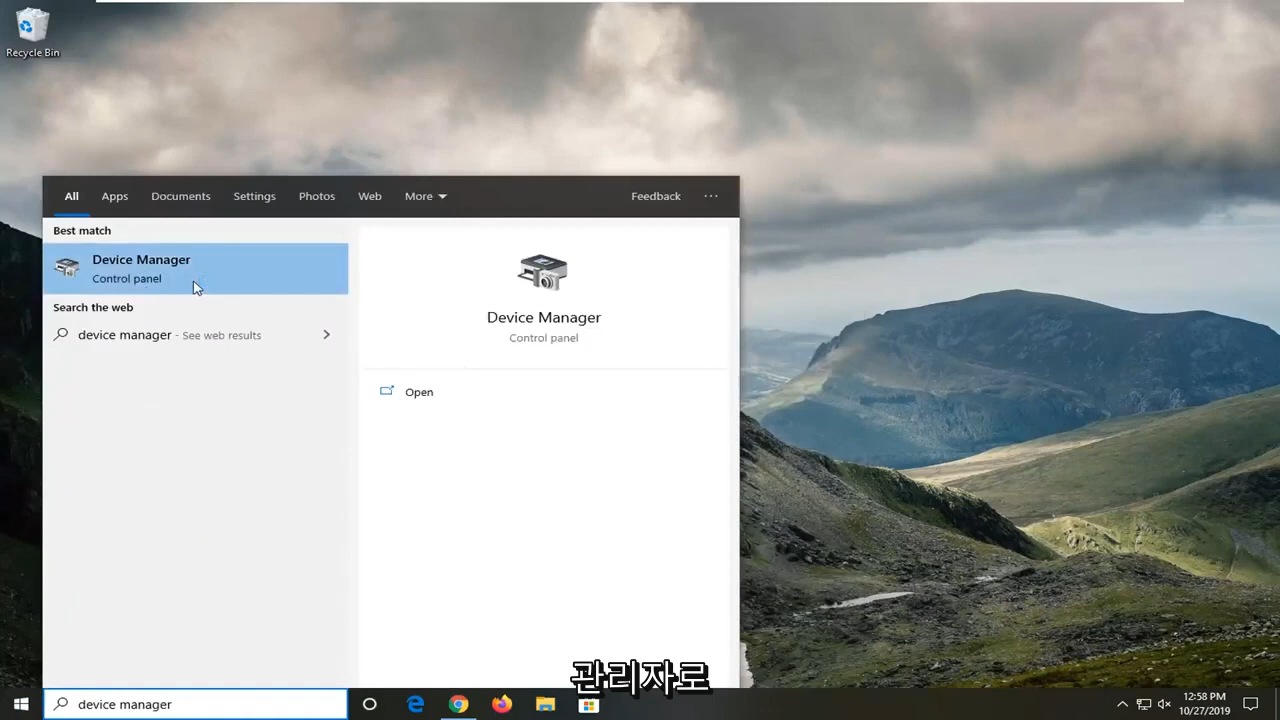 Recycle Bin
All Apps Documents Settings Photos Web More Feedback ...
Best match
Device Manager
Control panel
Search the web
device manager - See web results
Device Manager
Control panel
Open
관리자로
device manager
12:58 PM
10/27/2019